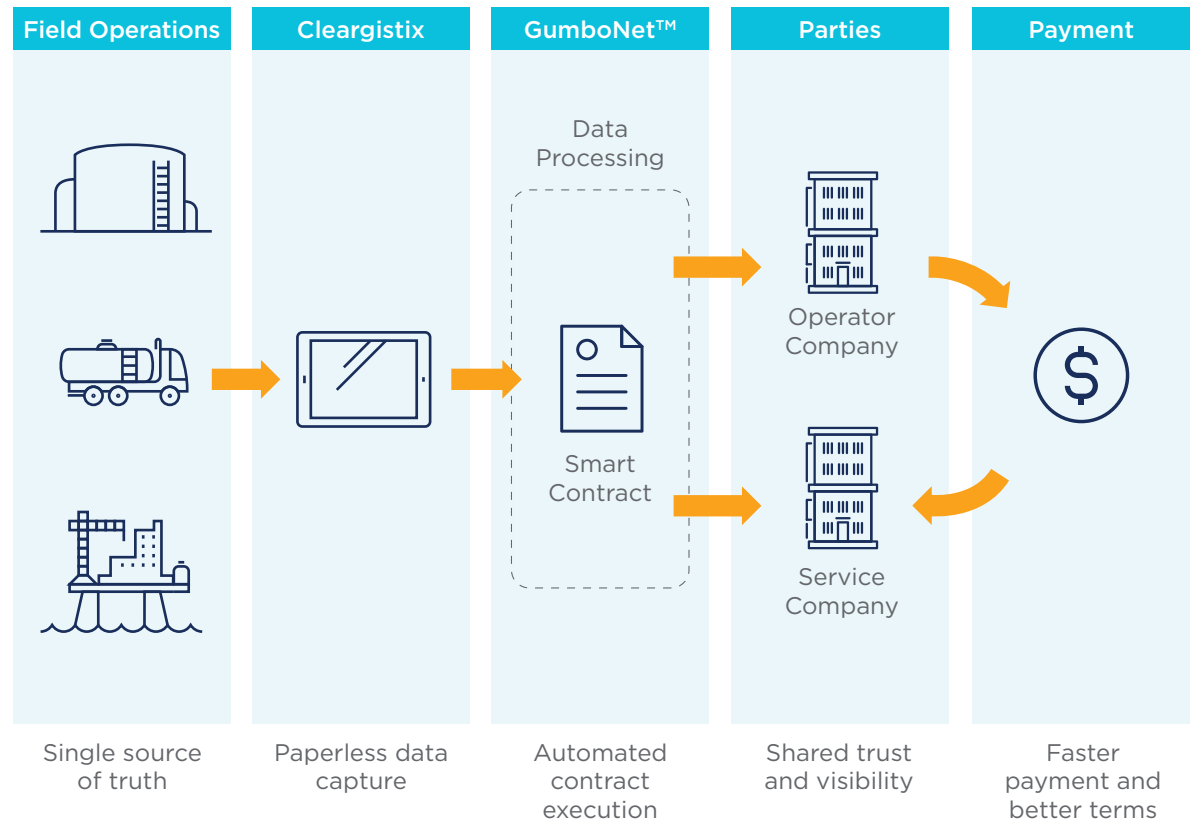 Field Operations
Cleargistix
GumboNet™
Parties
Payment
Data
Processing
Smart
Contract
Operator
Company
Service
Company
$
Single source
of truth
Paperless data
capture
Automated
contract
execution
Shared trust
and visibility
Faster
payment and
better terms